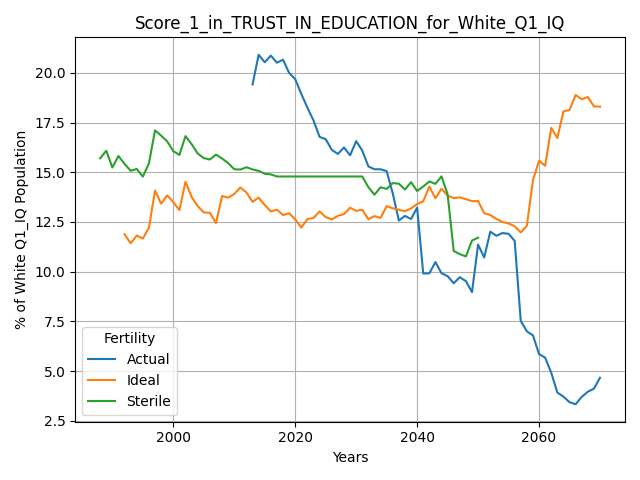 Score_1_in_TRUST_IN_EDUCATION_for_White_Q1_IQ
% of White Q1_IQ Population
20.0
17.5
15.0
12.5
10.0
7.5
5.0
2.5
Fertility
Actual
Ideal
Sterile
2000
2020
2040
2060
Years